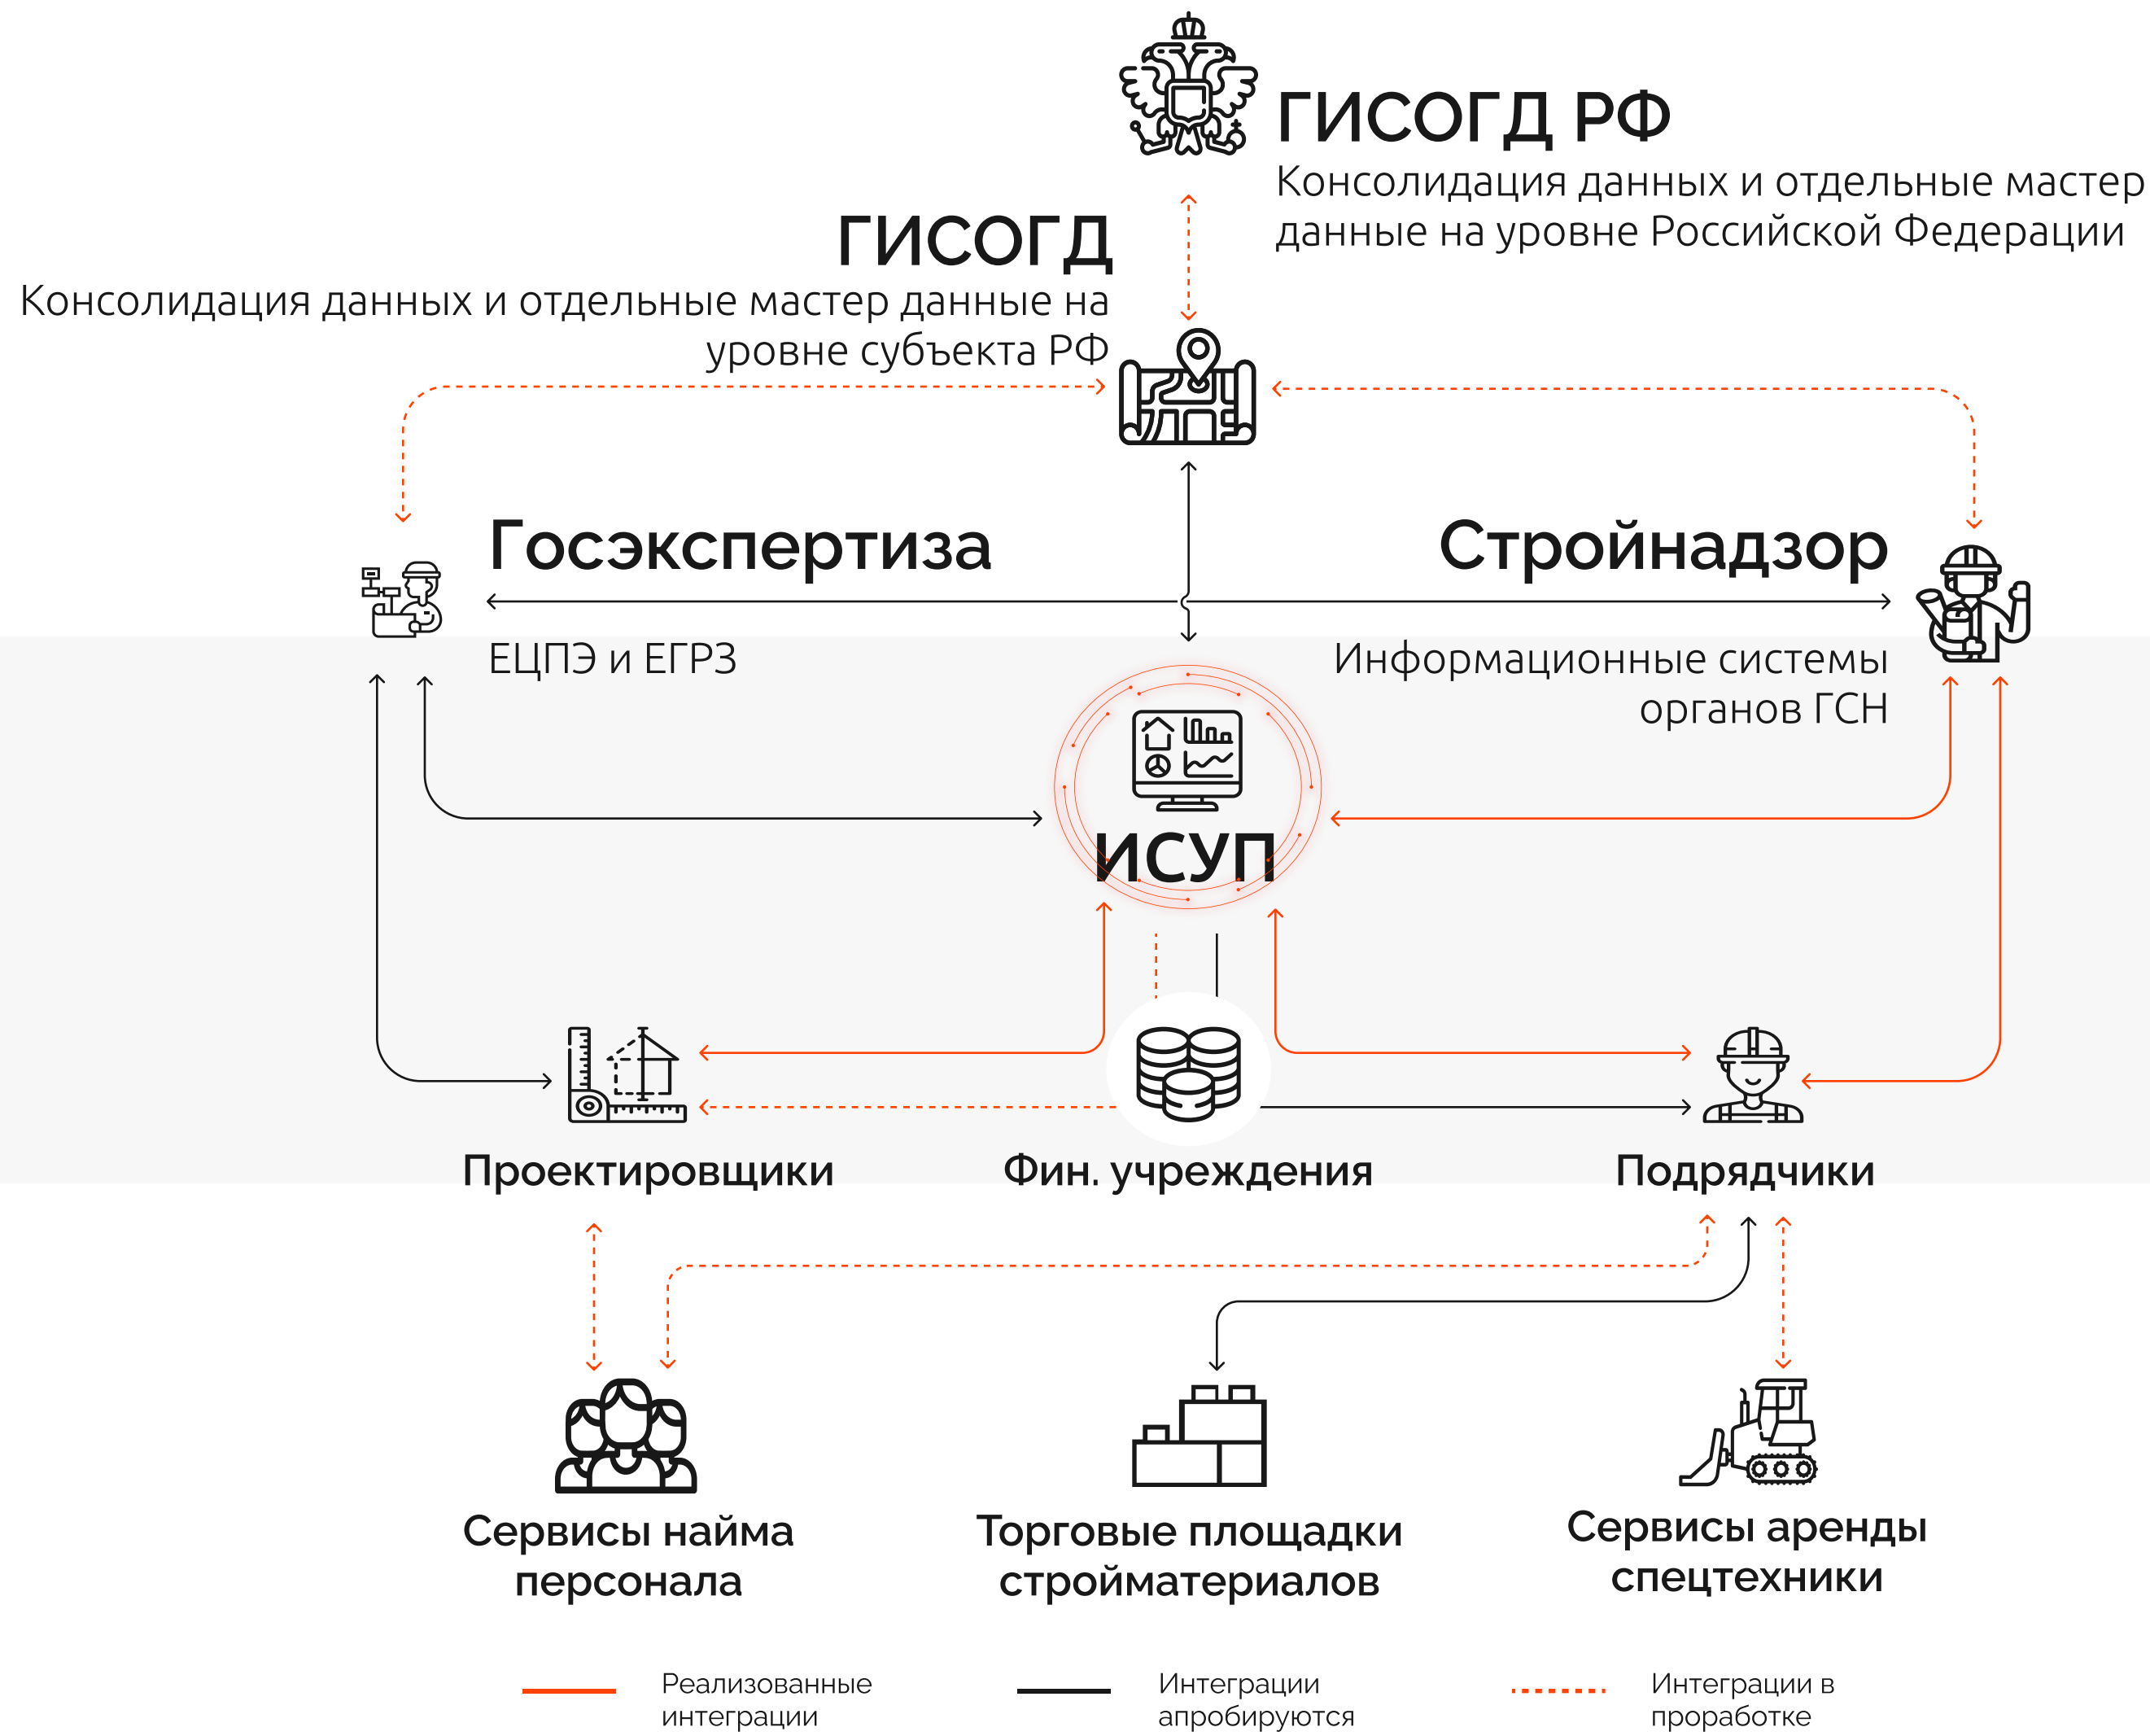 ГИСОГД РФ
Консолидация данных и отдельные мастер
данные на уровне Российской Федерации
ГИСОГД
Консолидация данных и отдельные мастер данные на
уровне субъекта РФ
Госэкспертиза
ЕЦПЭ и ЕГРЗ
Стройнадзор
Информационные системы
органов ГСН
ИСУП
Проектировщики
Фин. учреждения
Подрядчики
Сервисы найма
персонала
Торговые площадки
стройматериалов
Сервисы аренды
спецтехники
Реализованные
интеграции
Интеграции
апробируются
Интеграции в
проработке